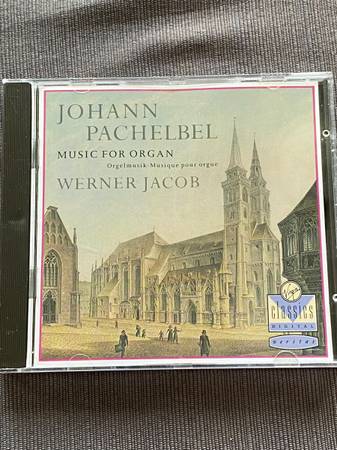 JOHANN
PACHELBEL
MUSIC FOR ORGAN
Orgelmusik·Musique pour orgue
WERNER JACOB
Virgin
CLASSICS
DIGITAL
veritas